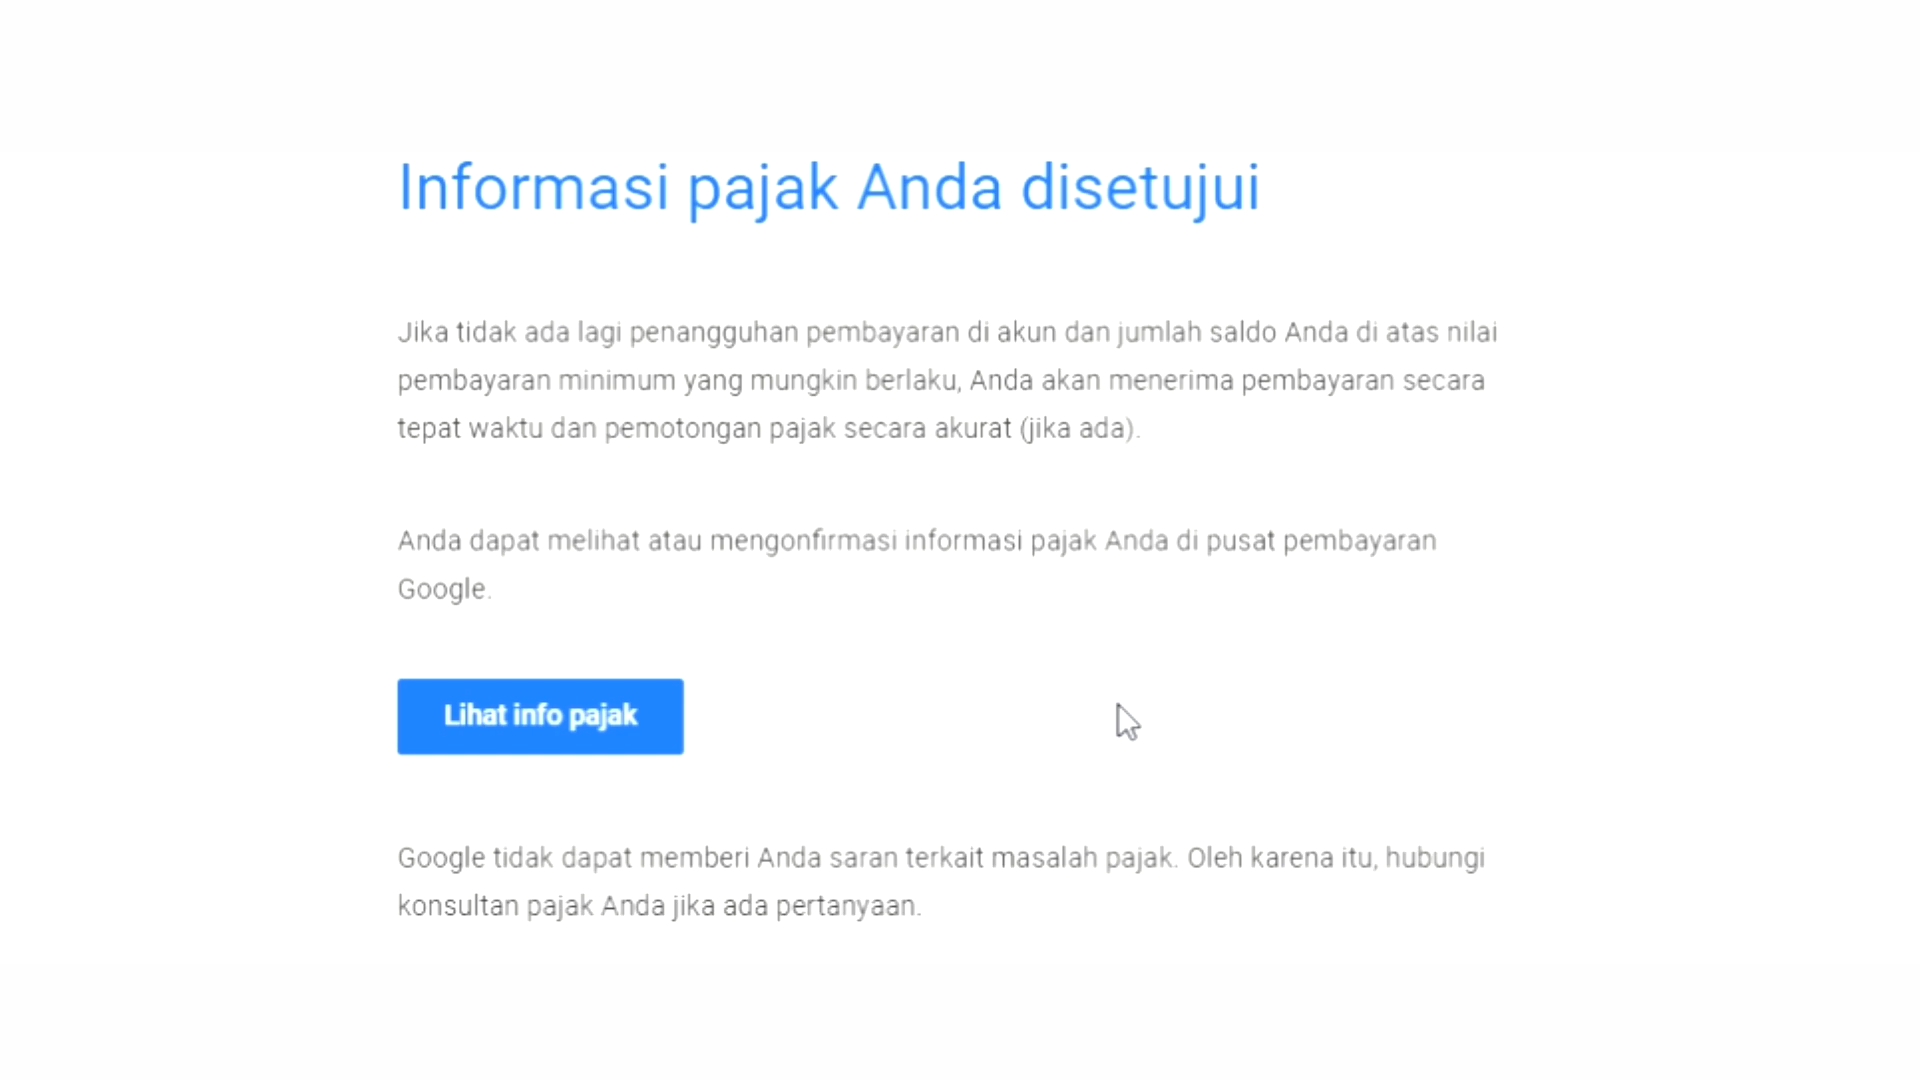 Informasi pajak Anda disetujui
Jika tidak ada lagi penangguhan pembayaran di akun dan jumlah saldo Anda di atas nilai
pembayaran minimum yang mungkin berlaku, Anda akan menerima pembayaran secara
tepat waktu dan pemotongan pajak secara akurat (jika ada).
Anda dapat melihat atau mengonfirmasi informasi pajak Anda di pusat pembayaran
Google.
Lihat info pajak
Google tidak dapat memberi Anda saran terkait masalah pajak. Oleh karena itu, hubungi
konsultan pajak Anda jika ada pertanyaan.